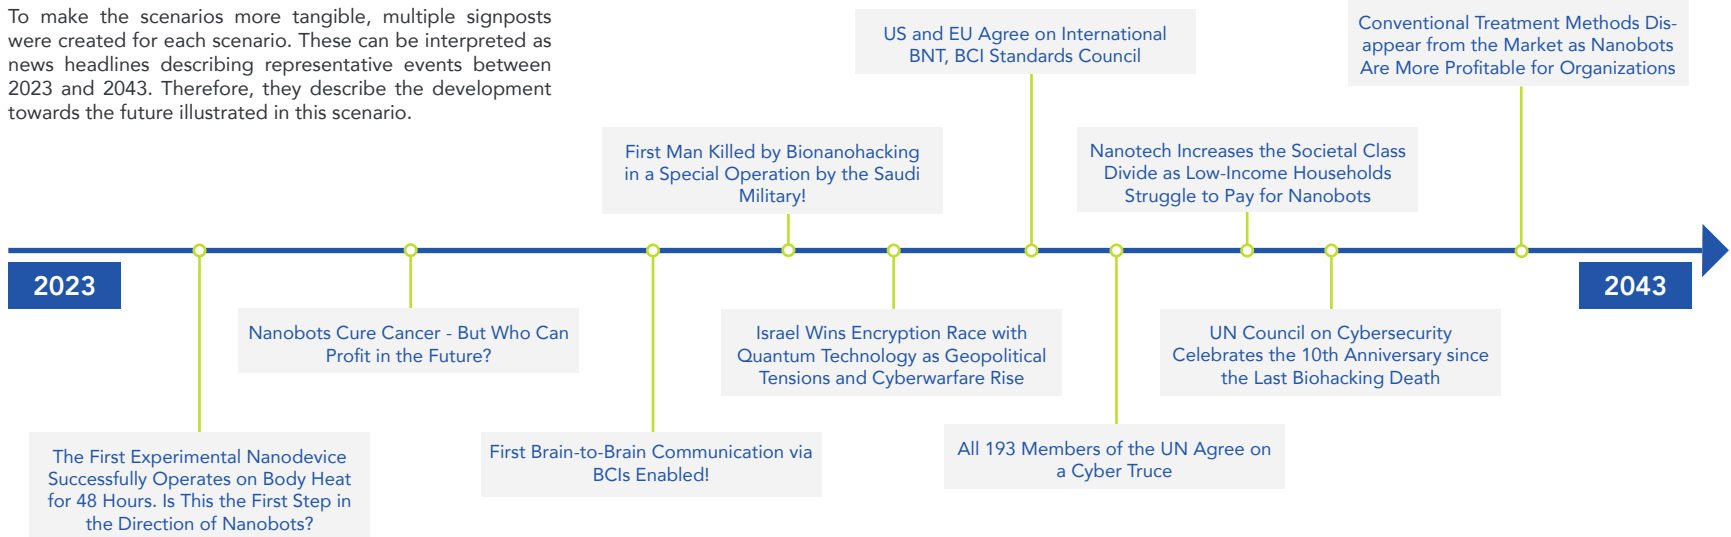 To make the scenarios more tangible, multiple signposts
were created for each scenario. These can be interpreted as
news headlines describing representative events between
2023 and 2043. Therefore, they describe the development
towards the future illustrated in this scenario.
US and EU Agree on International
BNT, BCI Standards Council
Conventional Treatment Methods Dis-
appear from the Market as Nanobots
Are More Profitable for Organizations
First Man Killed by Bionanohacking
in a Special Operation by the Saudi
Military!
Nanotech Increases the Societal Class
Divide as Low-Income Households
Struggle to Pay for Nanobots
2023
2043
Nanobots Cure Cancer - But Who Can
Profit in the Future?
Israel Wins Encryption Race with
Quantum Technology as Geopolitical
Tensions and Cyberwarfare Rise
UN Council on Cybersecurity
Celebrates the 10th Anniversary since
the Last Biohacking Death
The First Experimental Nanodevice
Successfully Operates on Body Heat
for 48 Hours. Is This the First Step in
the Direction of Nanobots?
First Brain-to-Brain Communication via
BCIs Enabled!
All 193 Members of the UN Agree on
a Cyber Truce